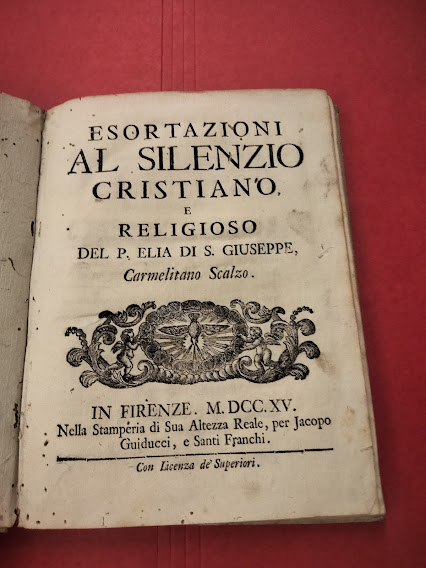 ESORTAZIONI
AL SILENZIO
CRISTIANO,
E
RELIGIOSO
DEL P. ELIA DI S. GIUSEPPE,
Carmelitano Scalzo.
IN FIRENZE. M.DCC.XV.
Nella Stamperia di Sua Altezza Reale, per Jacopo
Guiducci, e Santi Franchi.
Con Licenza de' Superiori.